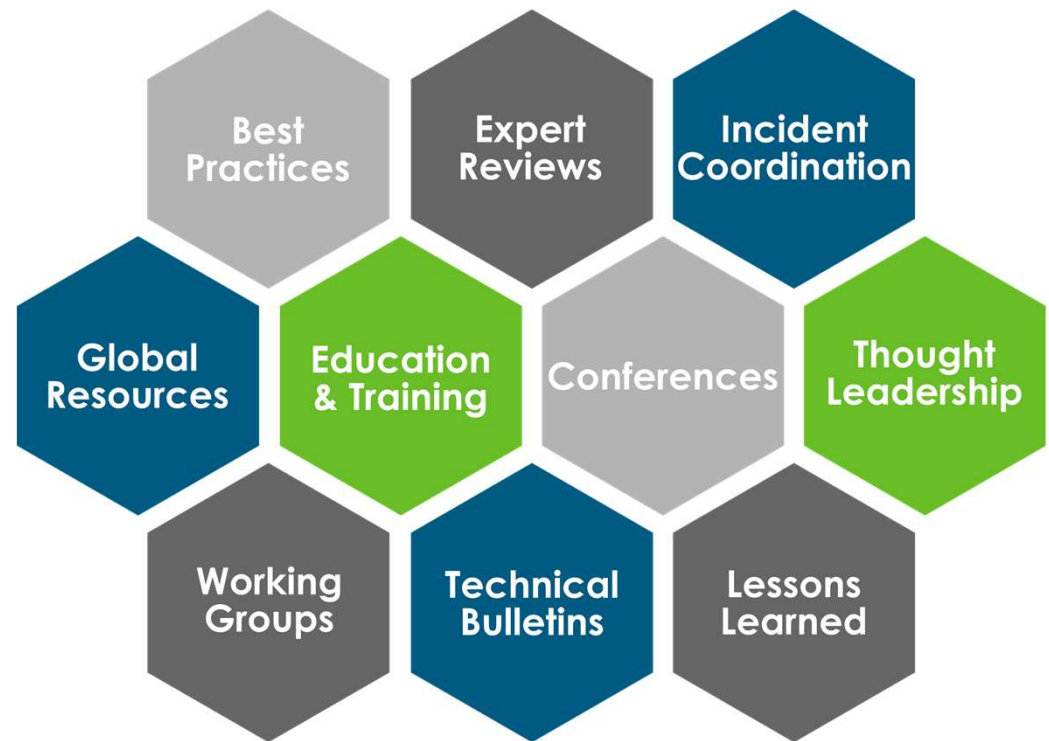 Best
Practices
Expert
Reviews
Incident
Coordination
Global
Resources
Education
& Training
Conferences
Thought
Leadership
Working
Groups
Technical
Bulletins
Lessons
Learned